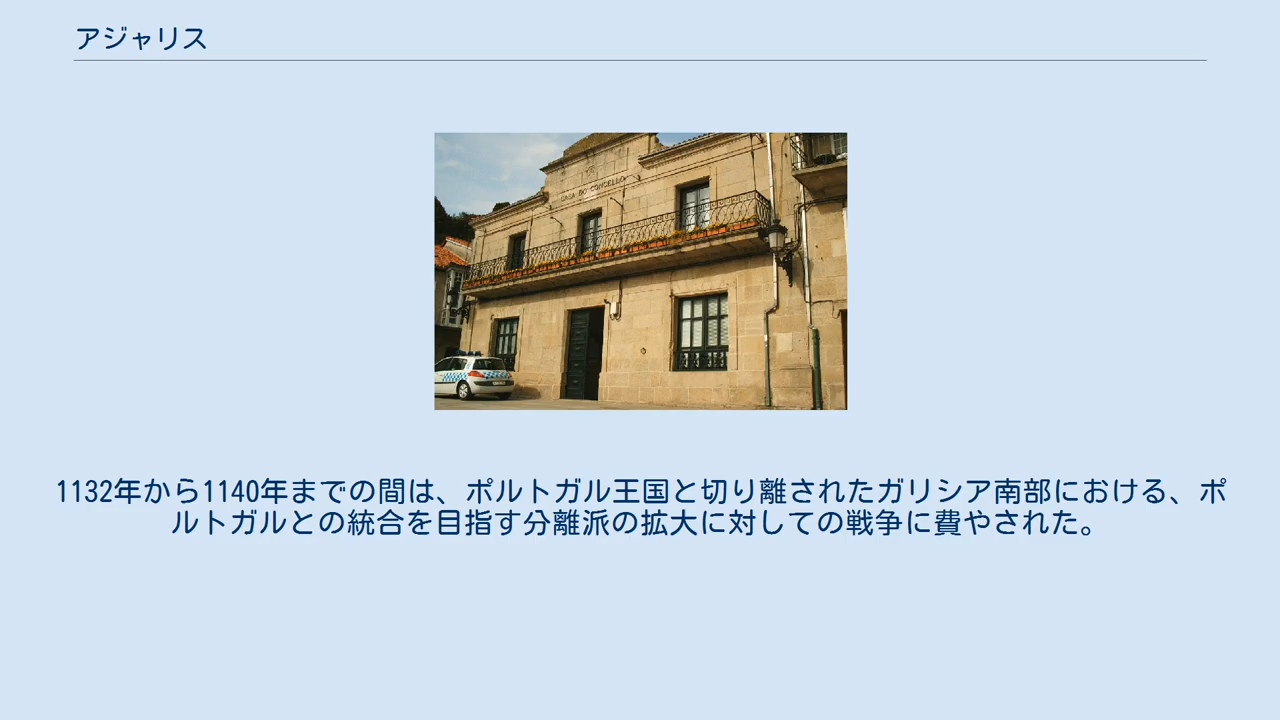 アジャリス
CASA DO CONCELLO
1132年から1140年までの間は、ポルトガル王国と切り離されたガリシア南部における、ポ
ルトガルとの統合を目指す分離派の拡大に対しての戦争に費やされた。